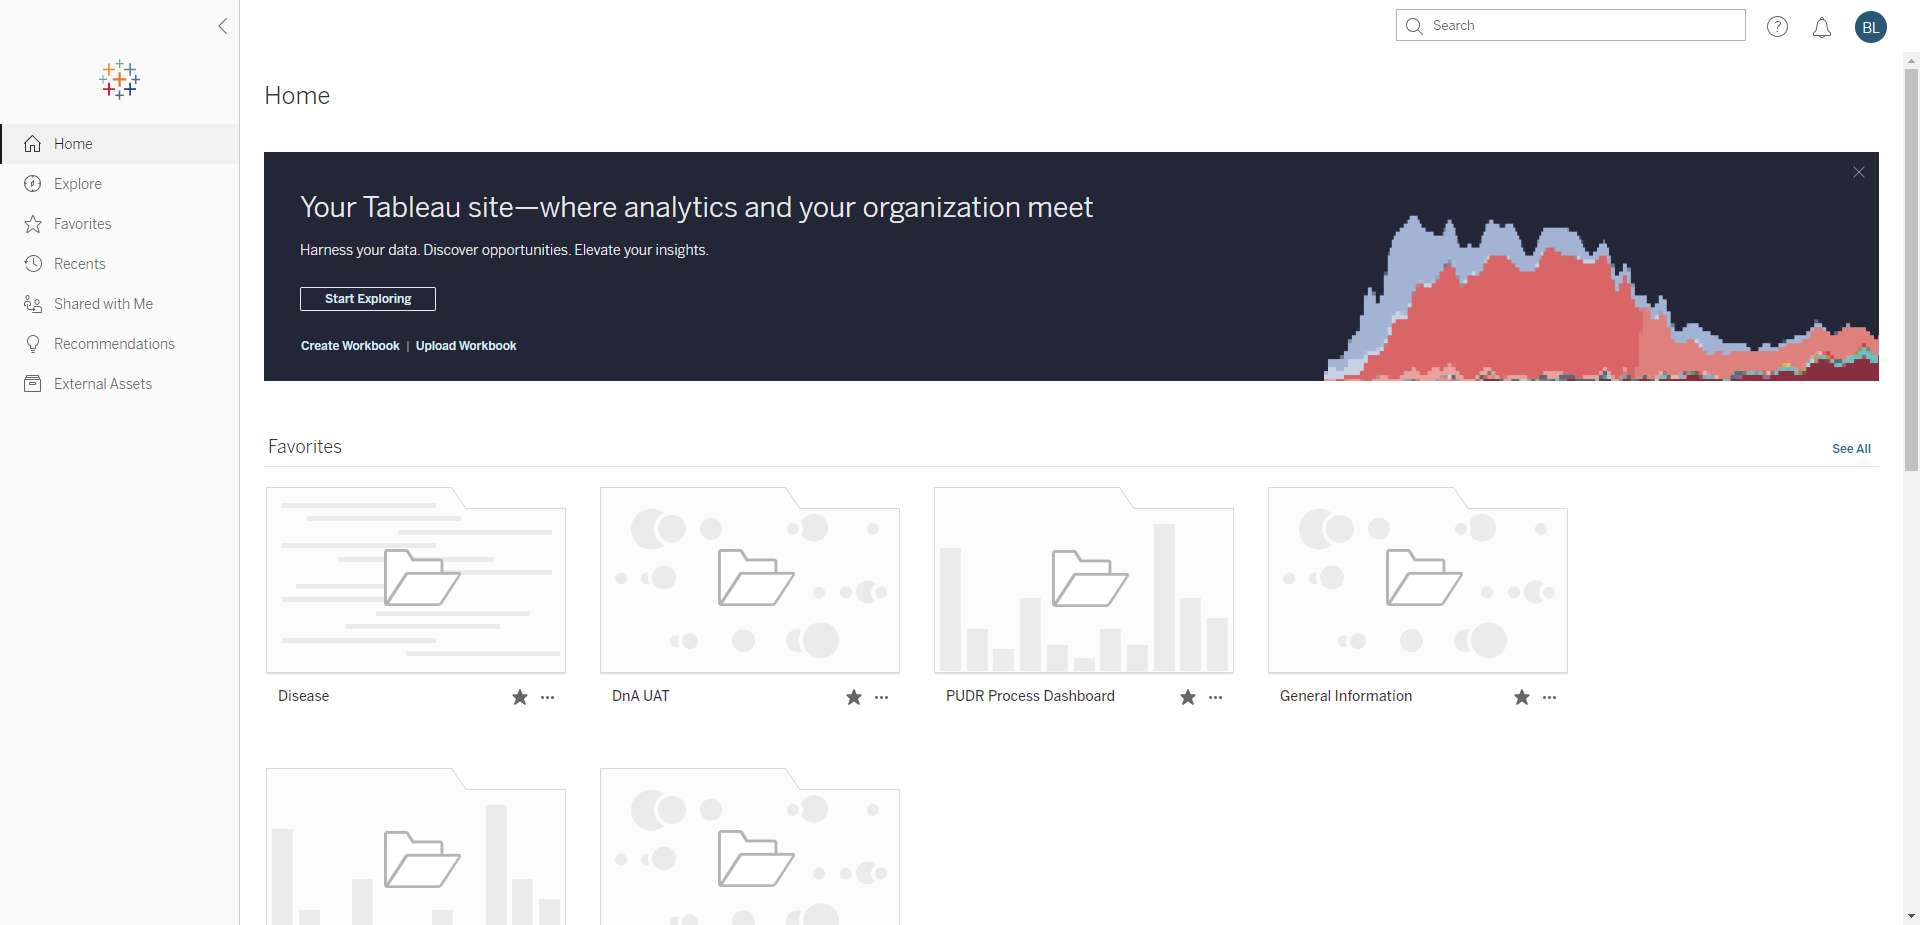 Search
?
BL
Home
Explore
Favorites
Recents
Shared with Me
Recommendations
External Assets
Home
Your Tableau site—where analytics and your organization meet
Harness your data. Discover opportunities. Elevate your insights.
Start Exploring
Create Workbook | Upload Workbook
Favorites
See All
Disease
DnA UAT
PUDR Process Dashboard
General Information